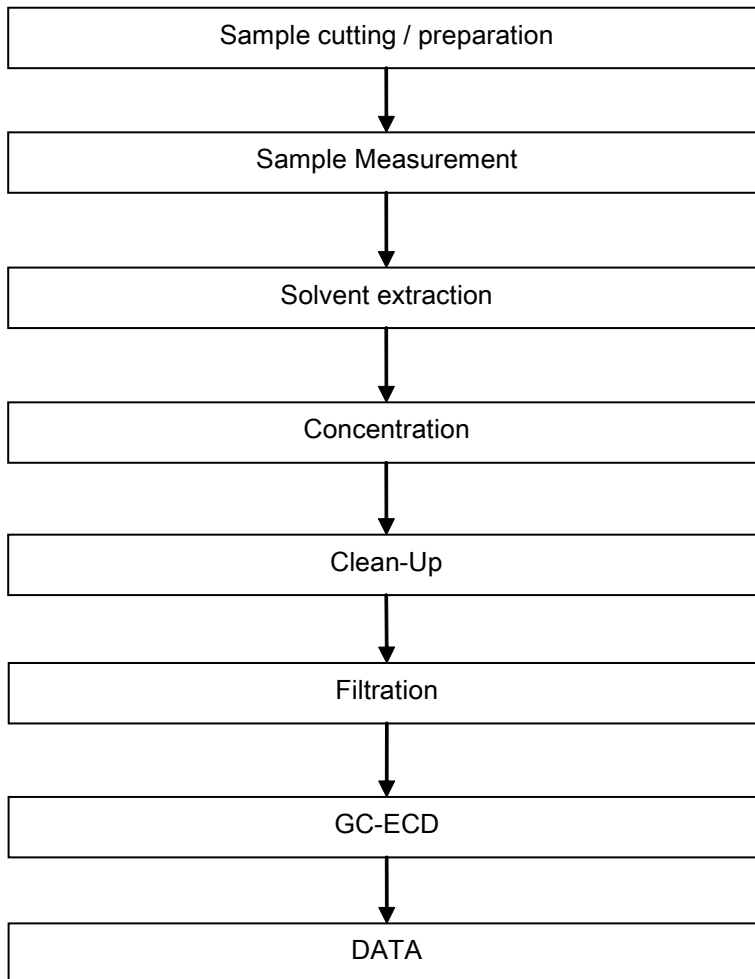 Sample cutting / preparation
Sample Measurement
Solvent extraction
Concentration
Clean-Up
Filtration
GC-ECD
DATA